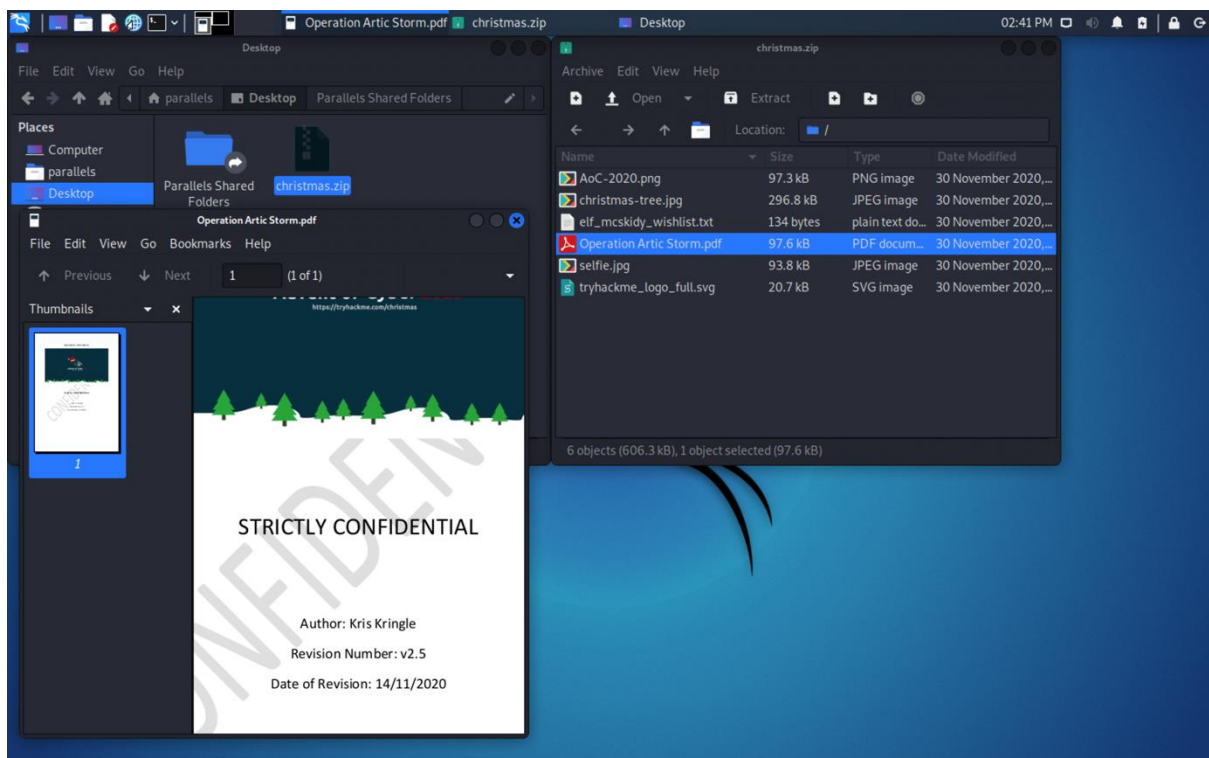 Operation Artic Storm.pdf
christmas.zip
Desktop
02:41 PM
Desktop
File Edit View Go Help
parallels Desktop Parallels Shared Folders
Places
Computer
parallels
Desktop
Parallels Shared
Folders
christmas.zip
christmas.zip
Archive Edit View Help
Open Extract
Location: /
Name Size Type Date Modified
AoC-2020.png 97.3 kB PNG image 30 November 2020,...
christmas-tree.jpg 296.8 kB JPEG image 30 November 2020,...
elf_mcskidy_wishlist.txt 134 bytes plain text do... 30 November 2020,...
Operation Artic Storm.pdf 97.6 kB PDF docum... 30 November 2020,...
selfie.jpg 93.8 kB JPEG image 30 November 2020,...
tryhackme_logo_full.svg 20.7 kB SVG image 30 November 2020,...
6 objects (606.3 kB), 1 object selected (97.6 kB)
Operation Artic Storm.pdf
File Edit View Go Bookmarks Help
Previous Next 1 (1 of 1)
Thumbnails
1
https://tryhackme.com/christmas
STRICTLY CONFIDENTIAL
Author: Kris Kringle
Revision Number: v2.5
Date of Revision: 14/11/2020